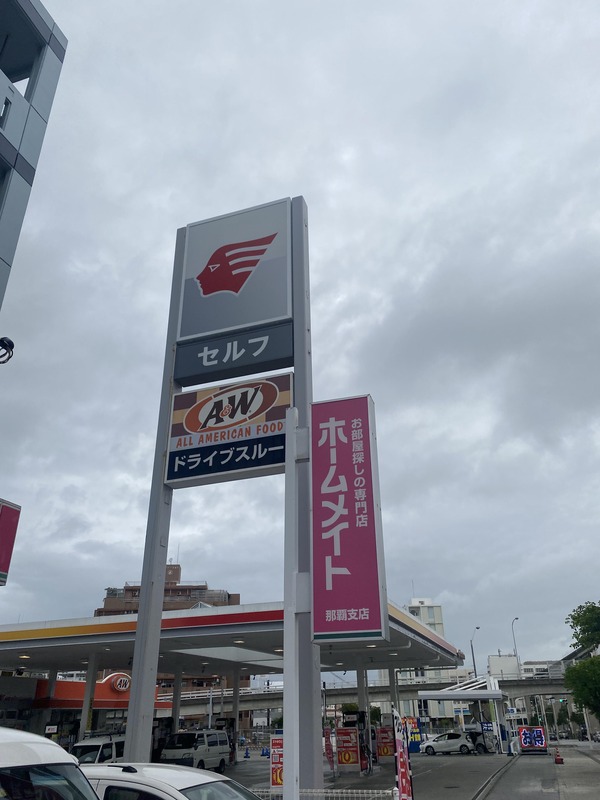 セルフ
A&W
ALL AMERICAN FOOD
ドライブスルー
お部屋探しの専門店
ホームメイト
那覇支店
A&W